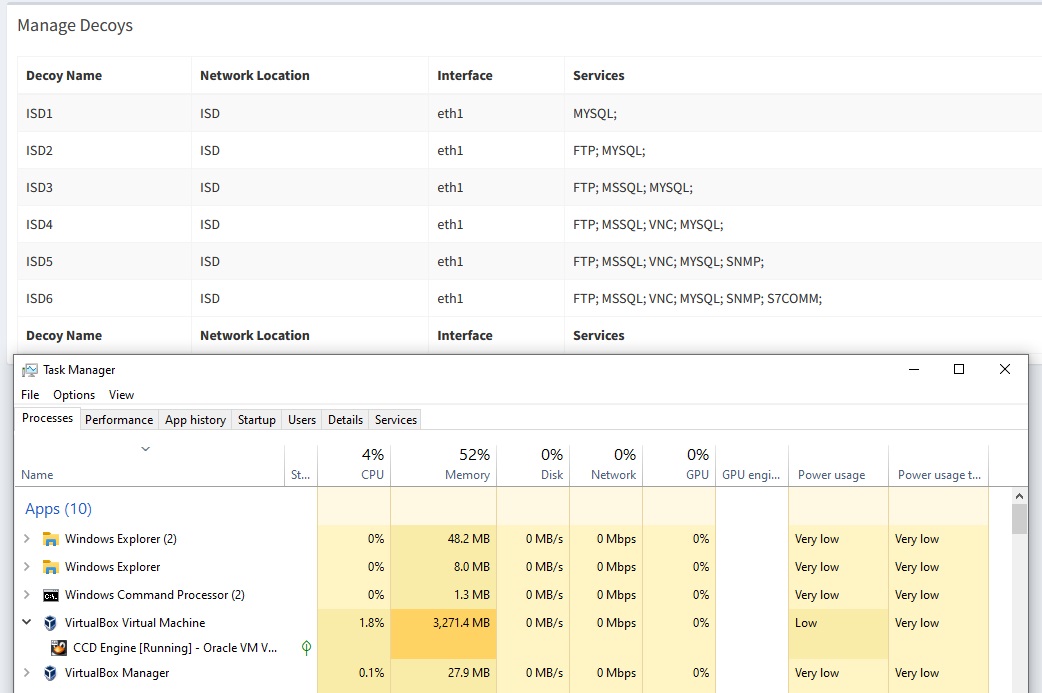 Manage Decoys
Decoy Name Network Location Interface Services
ISD1 ISD eth1 MYSQL;
ISD2 ISD eth1 FTP; MYSQL;
ISD3 ISD eth1 FTP; MSSQL; MYSQL;
ISD4 ISD eth1 FTP; MSSQL; VNC; MYSQL;
ISD5 ISD eth1 FTP; MSSQL; VNC; MYSQL; SNMP;
ISD6 ISD eth1 FTP; MSSQL; VNC; MYSQL; SNMP; S7COMM;
Decoy Name Network Location Interface Services
Task Manager
File Options View
Processes Performance App history Startup Users Details Services
4% 52% 0% 0% 0%
Name St... CPU Memory Disk Network GPU GPU engi... Power usage Power usage t...
Apps (10)
Windows Explorer (2) 0% 48.2 MB 0 MB/s 0 Mbps 0% Very low Very low
Windows Explorer 0% 8.0 MB 0 MB/s 0 Mbps 0% Very low Very low
Windows Command Processor (2) 0% 1.3 MB 0 MB/s 0 Mbps 0% Very low Very low
VirtualBox Virtual Machine 1.8% 3,271.4 MB 0 MB/s 0 Mbps 0% Low Very low
CCD Engine [Running] - Oracle VM V...
VirtualBox Manager 0.1% 27.9 MB 0 MB/s 0 Mbps 0% Very low Very low